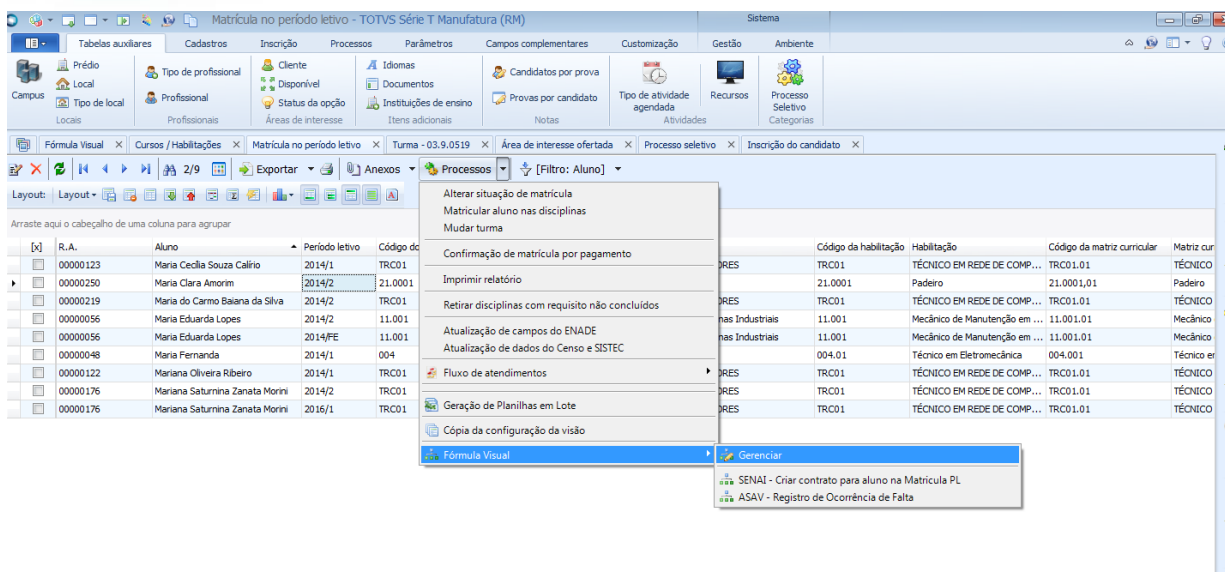 Matrícula no período letivo - TOTVS Série T Manufatura (RM) Sistema
Tabelas auxiliares Cadastros Inscrição Processos Parâmetros Campos complementares Customização Gestão Ambiente
Campus
Prédio
Local
Tipo de local
Locais
Tipo de profissional
Profissional
Profissionais
Cliente
Disponível
Status da opção
Áreas de interesse
Idiomas
Documentos
Instituições de ensino
Itens adicionais
Candidatos por prova
Provas por candidato
Notas
Tipo de atividade
agendada
Recursos
Atividades
Processo
Seletivo
Categorias
Fórmula Visual Cursos / Habilitações Matrícula no período letivo Turma - 03.9.0519 Área de interesse ofertada Processo seletivo Inscrição do candidato
2/9 Exportar Anexos Processos [Filtro: Aluno]
Layout: Layout
Arraste aqui o cabeçalho de uma coluna para agrupar
[x] R.A. Aluno Período letivo Código do Código da habilitação Habilitação Código da matriz curricular Matriz cur
00000123 Maria Cecília Souza Calírio 2014/1 TRC01 ORES TRC01 TÉCNICO EM REDE DE COMP... TRC01.01 TÉCNICO
00000250 Maria Clara Amorim 2014/2 21.0001 21.0001 Padeiro 21.0001,01 Padeiro
00000219 Maria do Carmo Baiana da Silva 2014/2 TRC01 ORES TRC01 TÉCNICO EM REDE DE COMP... TRC01.01 TÉCNICO
00000056 Maria Eduarda Lopes 2014/2 11.001 nas Industriais 11.001 Mecânico de Manutenção em ... 11.001.01 Mecânico
00000056 Maria Eduarda Lopes 2014/FE 11.001 nas Industriais 11.001 Mecânico de Manutenção em ... 11.001.01 Mecânico
00000048 Maria Fernanda 2014/1 004 004.01 Técnico em Eletromecânica 004.001 Técnico er
00000122 Mariana Oliveira Ribeiro 2014/1 TRC01 ORES TRC01 TÉCNICO EM REDE DE COMP... TRC01.01 TÉCNICO
00000176 Mariana Saturnina Zanata Morini 2014/2 TRC01 ORES TRC01 TÉCNICO EM REDE DE COMP... TRC01.01 TÉCNICO
00000176 Mariana Saturnina Zanata Morini 2016/1 TRC01 ORES TRC01 TÉCNICO EM REDE DE COMP... TRC01.01 TÉCNICO
Alterar situação de matrícula
Matricular aluno nas disciplinas
Mudar turma
Confirmação de matrícula por pagamento
Imprimir relatório
Retirar disciplinas com requisito não concluídos
Atualização de campos do ENADE
Atualização de dados do Censo e SISTEC
Fluxo de atendimentos
Geração de Planilhas em Lote
Cópia da configuração da visão
Fórmula Visual
Gerenciar
SENAI - Criar contrato para aluno na Matricula PL
ASAV - Registro de Ocorrência de Falta